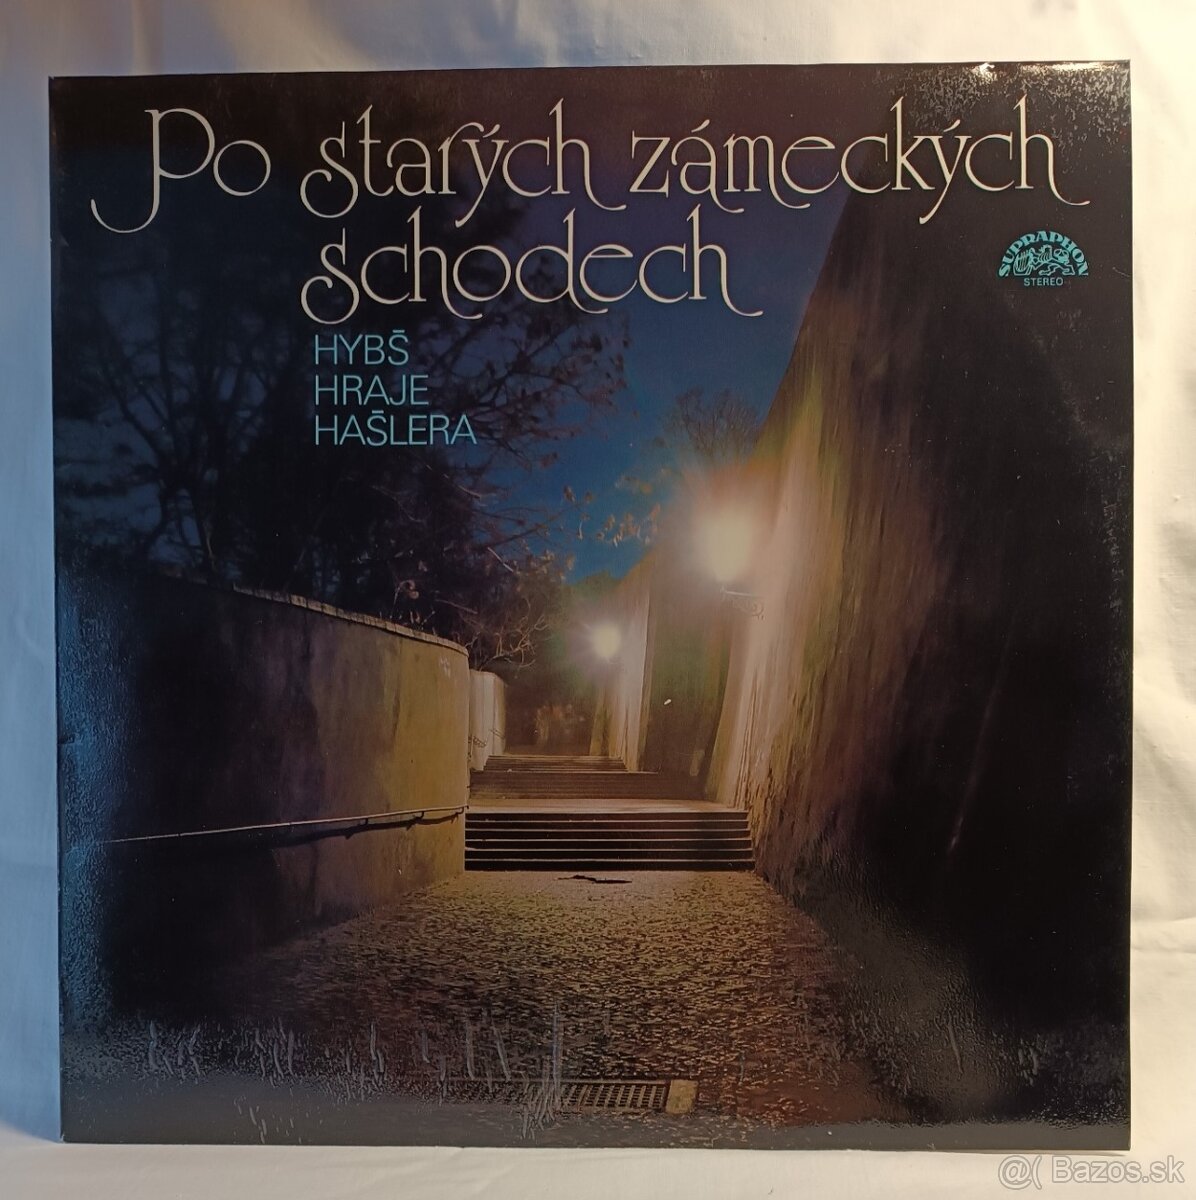 Po starých zámeckých
schodech
SUPRAPHON
STEREO
HYBŠ
HRAJE
HAŠLERA
@( Bazos.sk